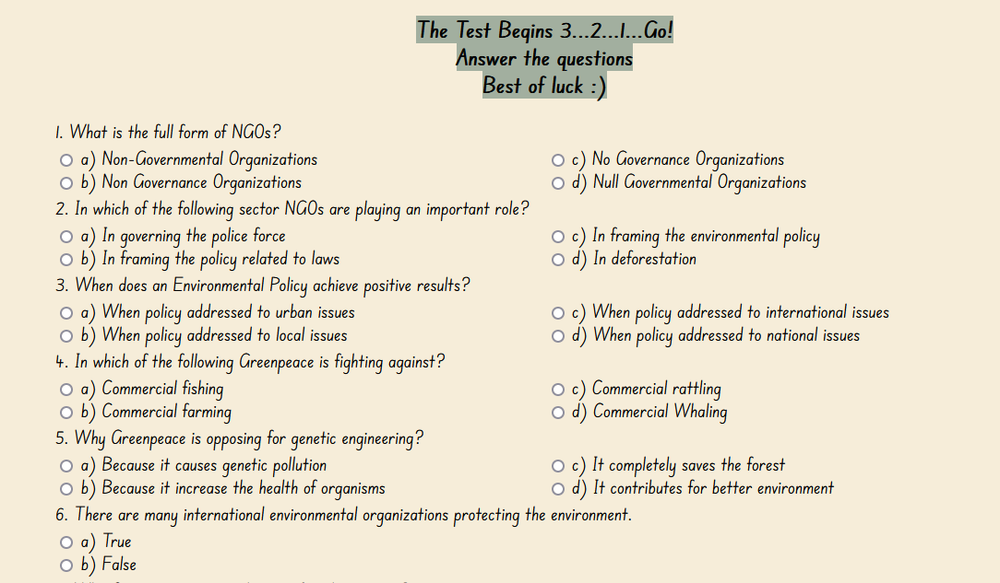 The Test Begins 3...2...1...Go!
Answer the questions
Best of luck :)
1. What is the full form of NGOs?
a) Non-Governmental Organizations
b) Non Governance Organizations
c) No Governance Organizations
d) Null Governmental Organizations
2. In which of the following sector NGOs are playing an important role?
a) In governing the police force
b) In framing the policy related to laws
c) In framing the environmental policy
d) In deforestation
3. When does an Environmental Policy achieve positive results?
a) When policy addressed to urban issues
b) When policy addressed to local issues
c) When policy addressed to international issues
d) When policy addressed to national issues
4. In which of the following Greenpeace is fighting against?
a) Commercial fishing
b) Commercial farming
c) Commercial rattling
d) Commercial Whaling
5. Why Greenpeace is opposing for genetic engineering?
a) Because it causes genetic pollution
b) Because it increase the health of organisms
c) It completely saves the forest
d) It contributes for better environment
6. There are many international environmental organizations protecting the environment.
a) True
b) False